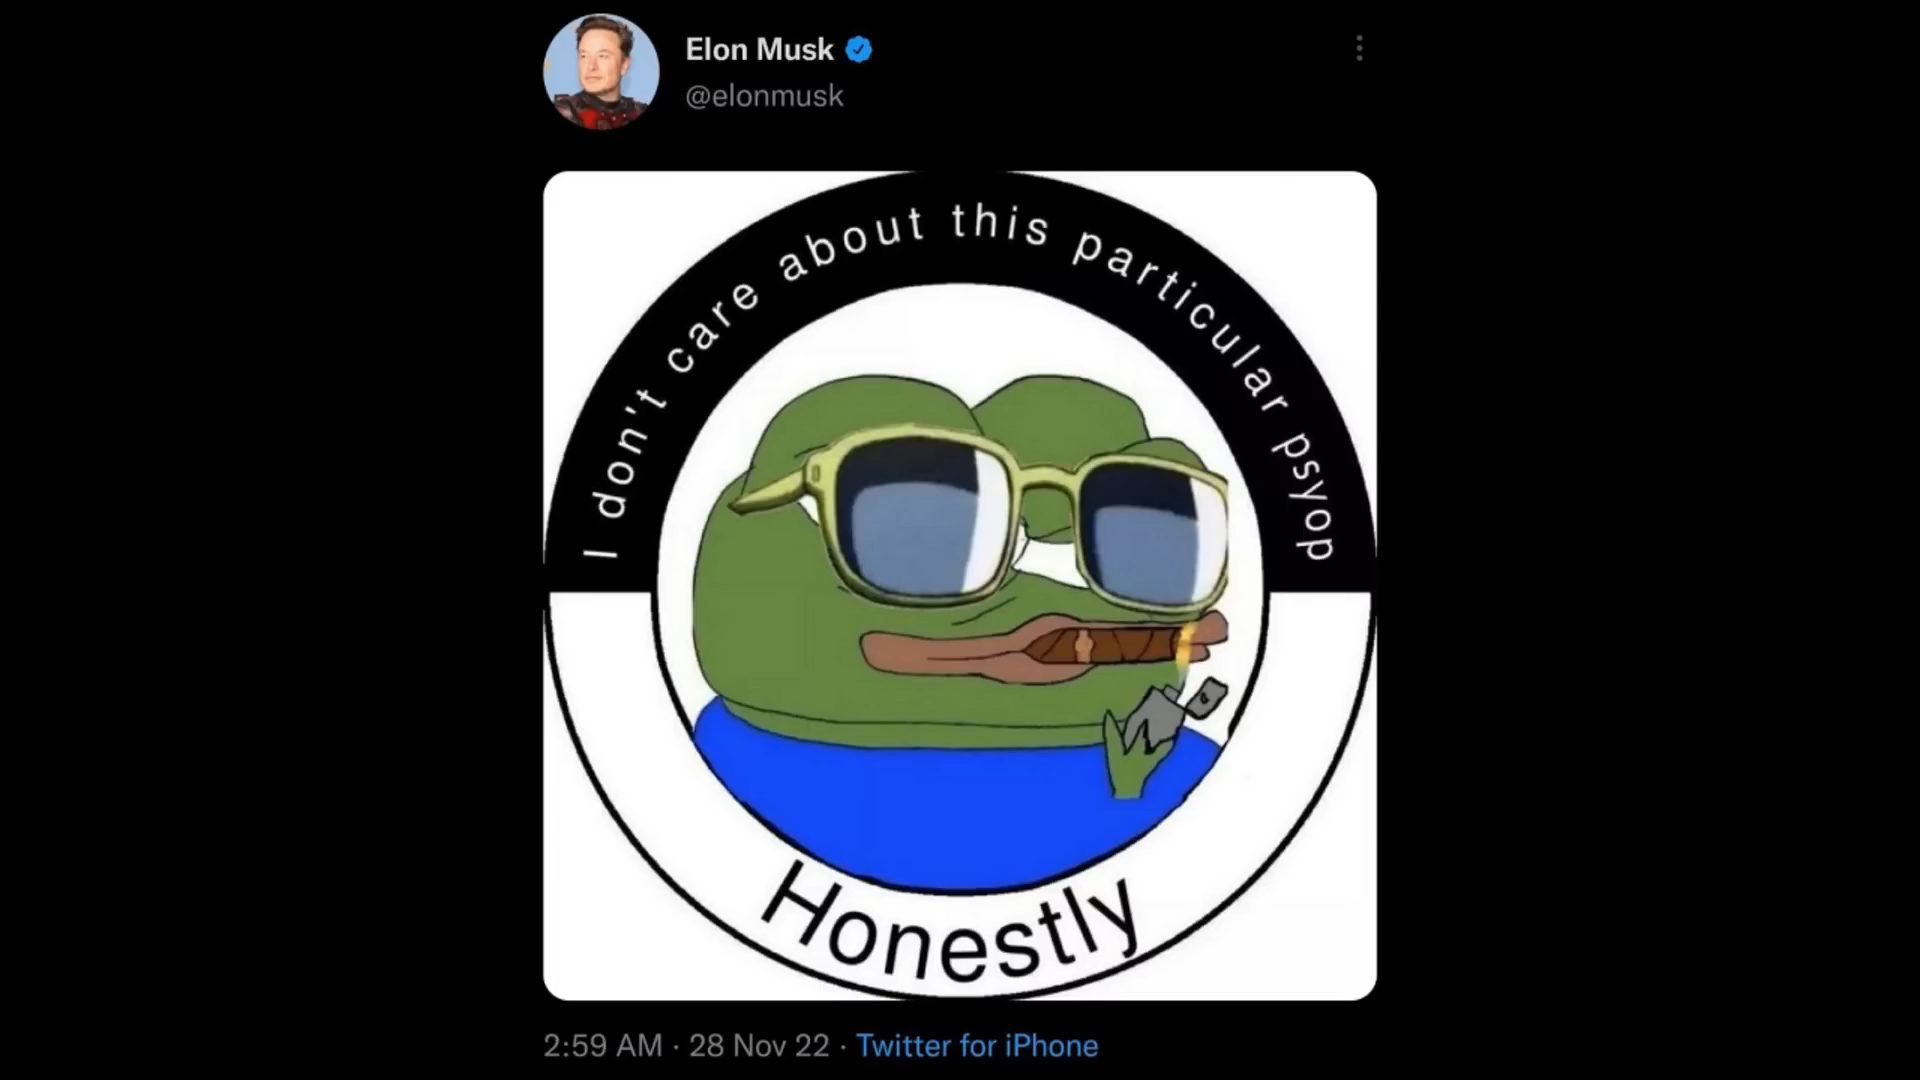 Elon Musk
@elonmusk
I don't care about this particular psyop
Honestly
2:59 AM · 28 Nov 22 · Twitter for iPhone